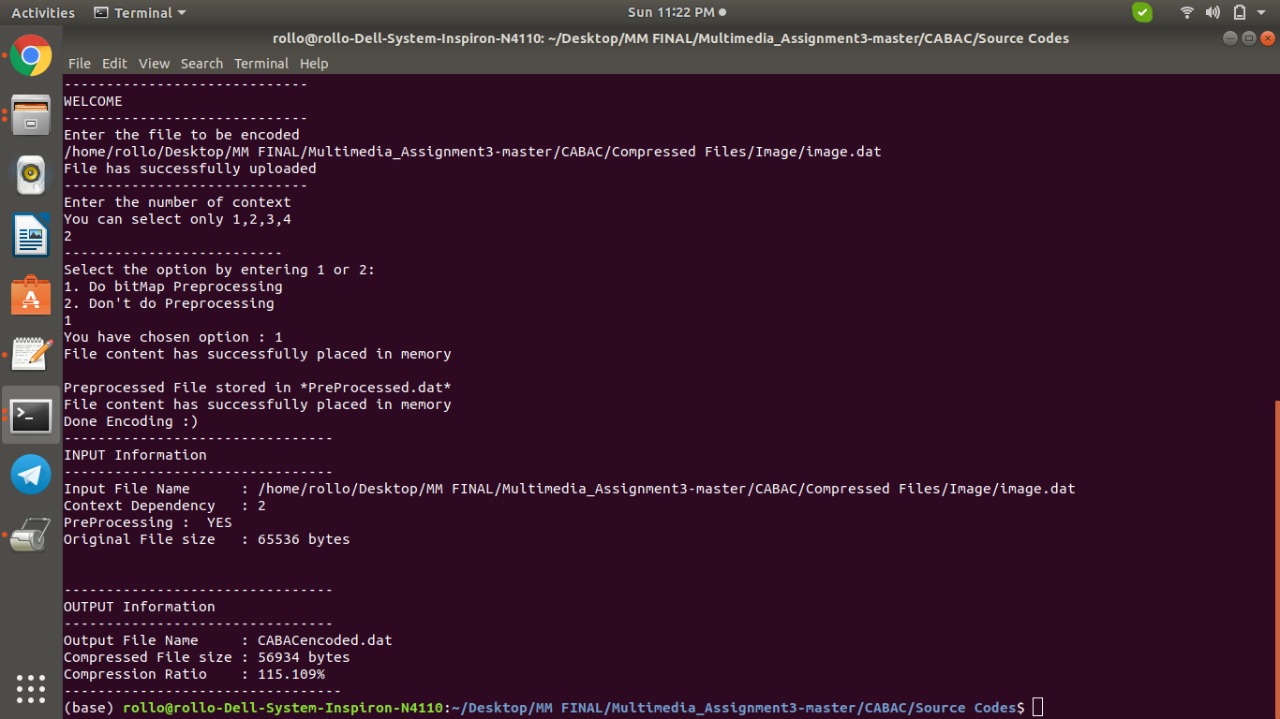 Activities Terminal Sun 11:22 PM
rollo@rollo-Dell-System-Inspiron-N4110: ~/Desktop/MM FINAL/Multimedia_Assignment3-master/CABAC/Source Codes
File Edit View Search Terminal Help
-----------------------------
WELCOME
-----------------------------
Enter the file to be encoded
/home/rollo/Desktop/MM FINAL/Multimedia_Assignment3-master/CABAC/Compressed Files/Image/image.dat
File has successfully uploaded
-----------------------------
Enter the number of context
You can select only 1,2,3,4
2
--------------------------
Select the option by entering 1 or 2:
1. Do bitMap Preprocessing
2. Don't do Preprocessing
1
You have chosen option : 1
File content has successfully placed in memory
Preprocessed File stored in *PreProcessed.dat*
File content has successfully placed in memory
Done Encoding :)
--------------------------------
INPUT Information
--------------------------------
Input File Name      : /home/rollo/Desktop/MM FINAL/Multimedia_Assignment3-master/CABAC/Compressed Files/Image/image.dat
Context Dependency   : 2
PreProcessing :  YES
Original File size   : 65536 bytes
--------------------------------
OUTPUT Information
--------------------------------
Output File Name     : CABACencoded.dat
Compressed File size : 56934 bytes
Compression Ratio    : 115.109%
---------------------------------
(base) rollo@rollo-Dell-System-Inspiron-N4110:~/Desktop/MM FINAL/Multimedia_Assignment3-master/CABAC/Source Codes$